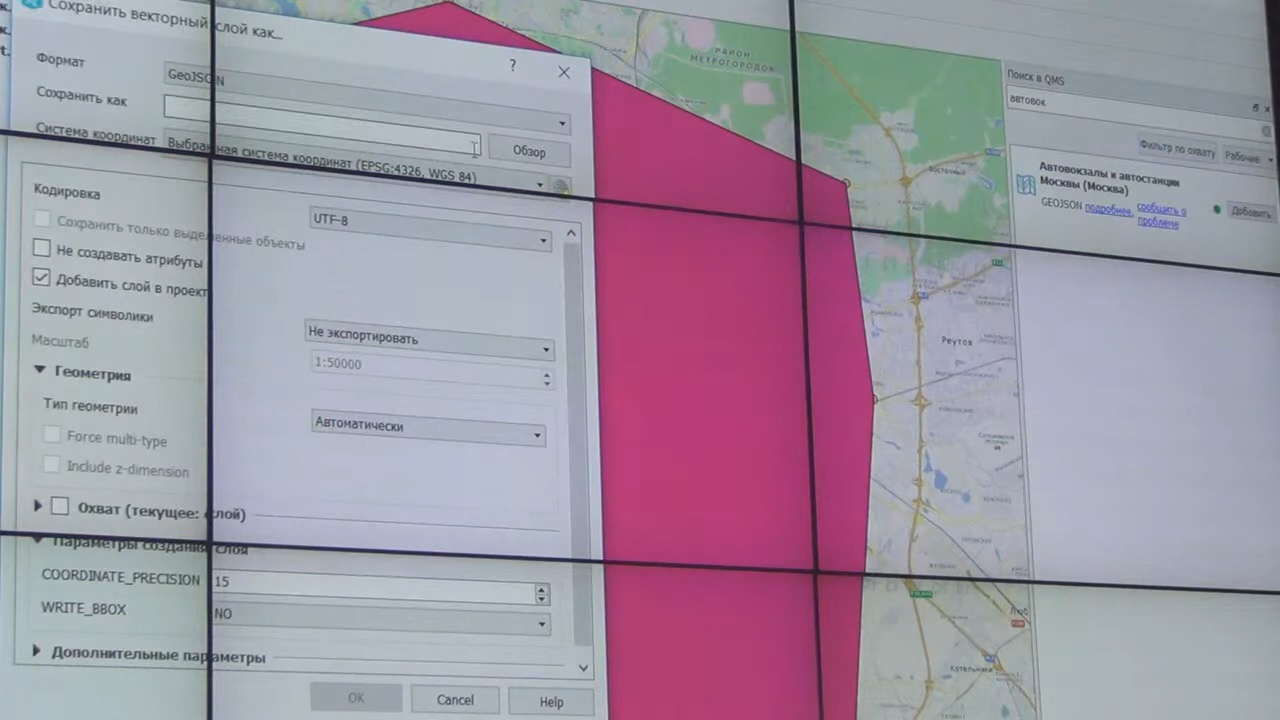 Сохранить векторный слой как...
Формат
GeoJSON
Сохранить как
Обзор
Система координат
Выбранная система координат (EPSG:4326, WGS 84)
Кодировка
UTF-8
Сохранить только выделенные объекты
Не создавать атрибуты
Добавить слой в проект
Экспорт символики
Не экспортировать
Масштаб
1:50000
Геометрия
Тип геометрии
Автоматически
Force multi-type
Include z-dimension
Охват (текущее: слой)
Параметры создания слоя
COORDINATE_PRECISION
15
WRITE_BBOX
NO
Дополнительные параметры
OK
Cancel
Help
РАЙОН
МЕТРОГОРОДОК
Восточный
Реутов
Котельники
Поиск в QMS
автовок
Фильтр по охвату
Рабочие
Автовокзалы и автостанции
Москвы (Москва)
GEOJSON подробнее, сообщить о
проблеме
Добавить